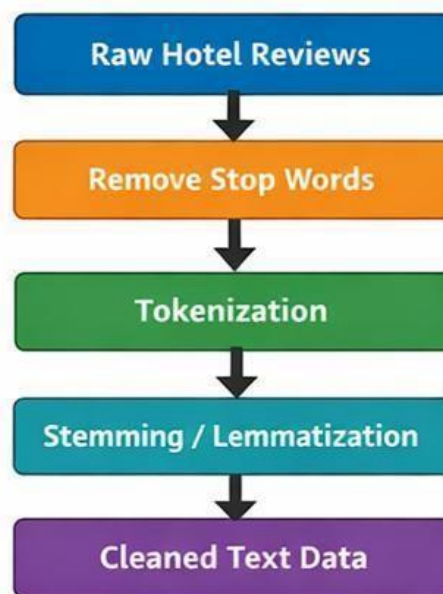 Raw Hotel Reviews
Remove Stop Words
Tokenization
Stemming / Lemmatization
Cleaned Text Data